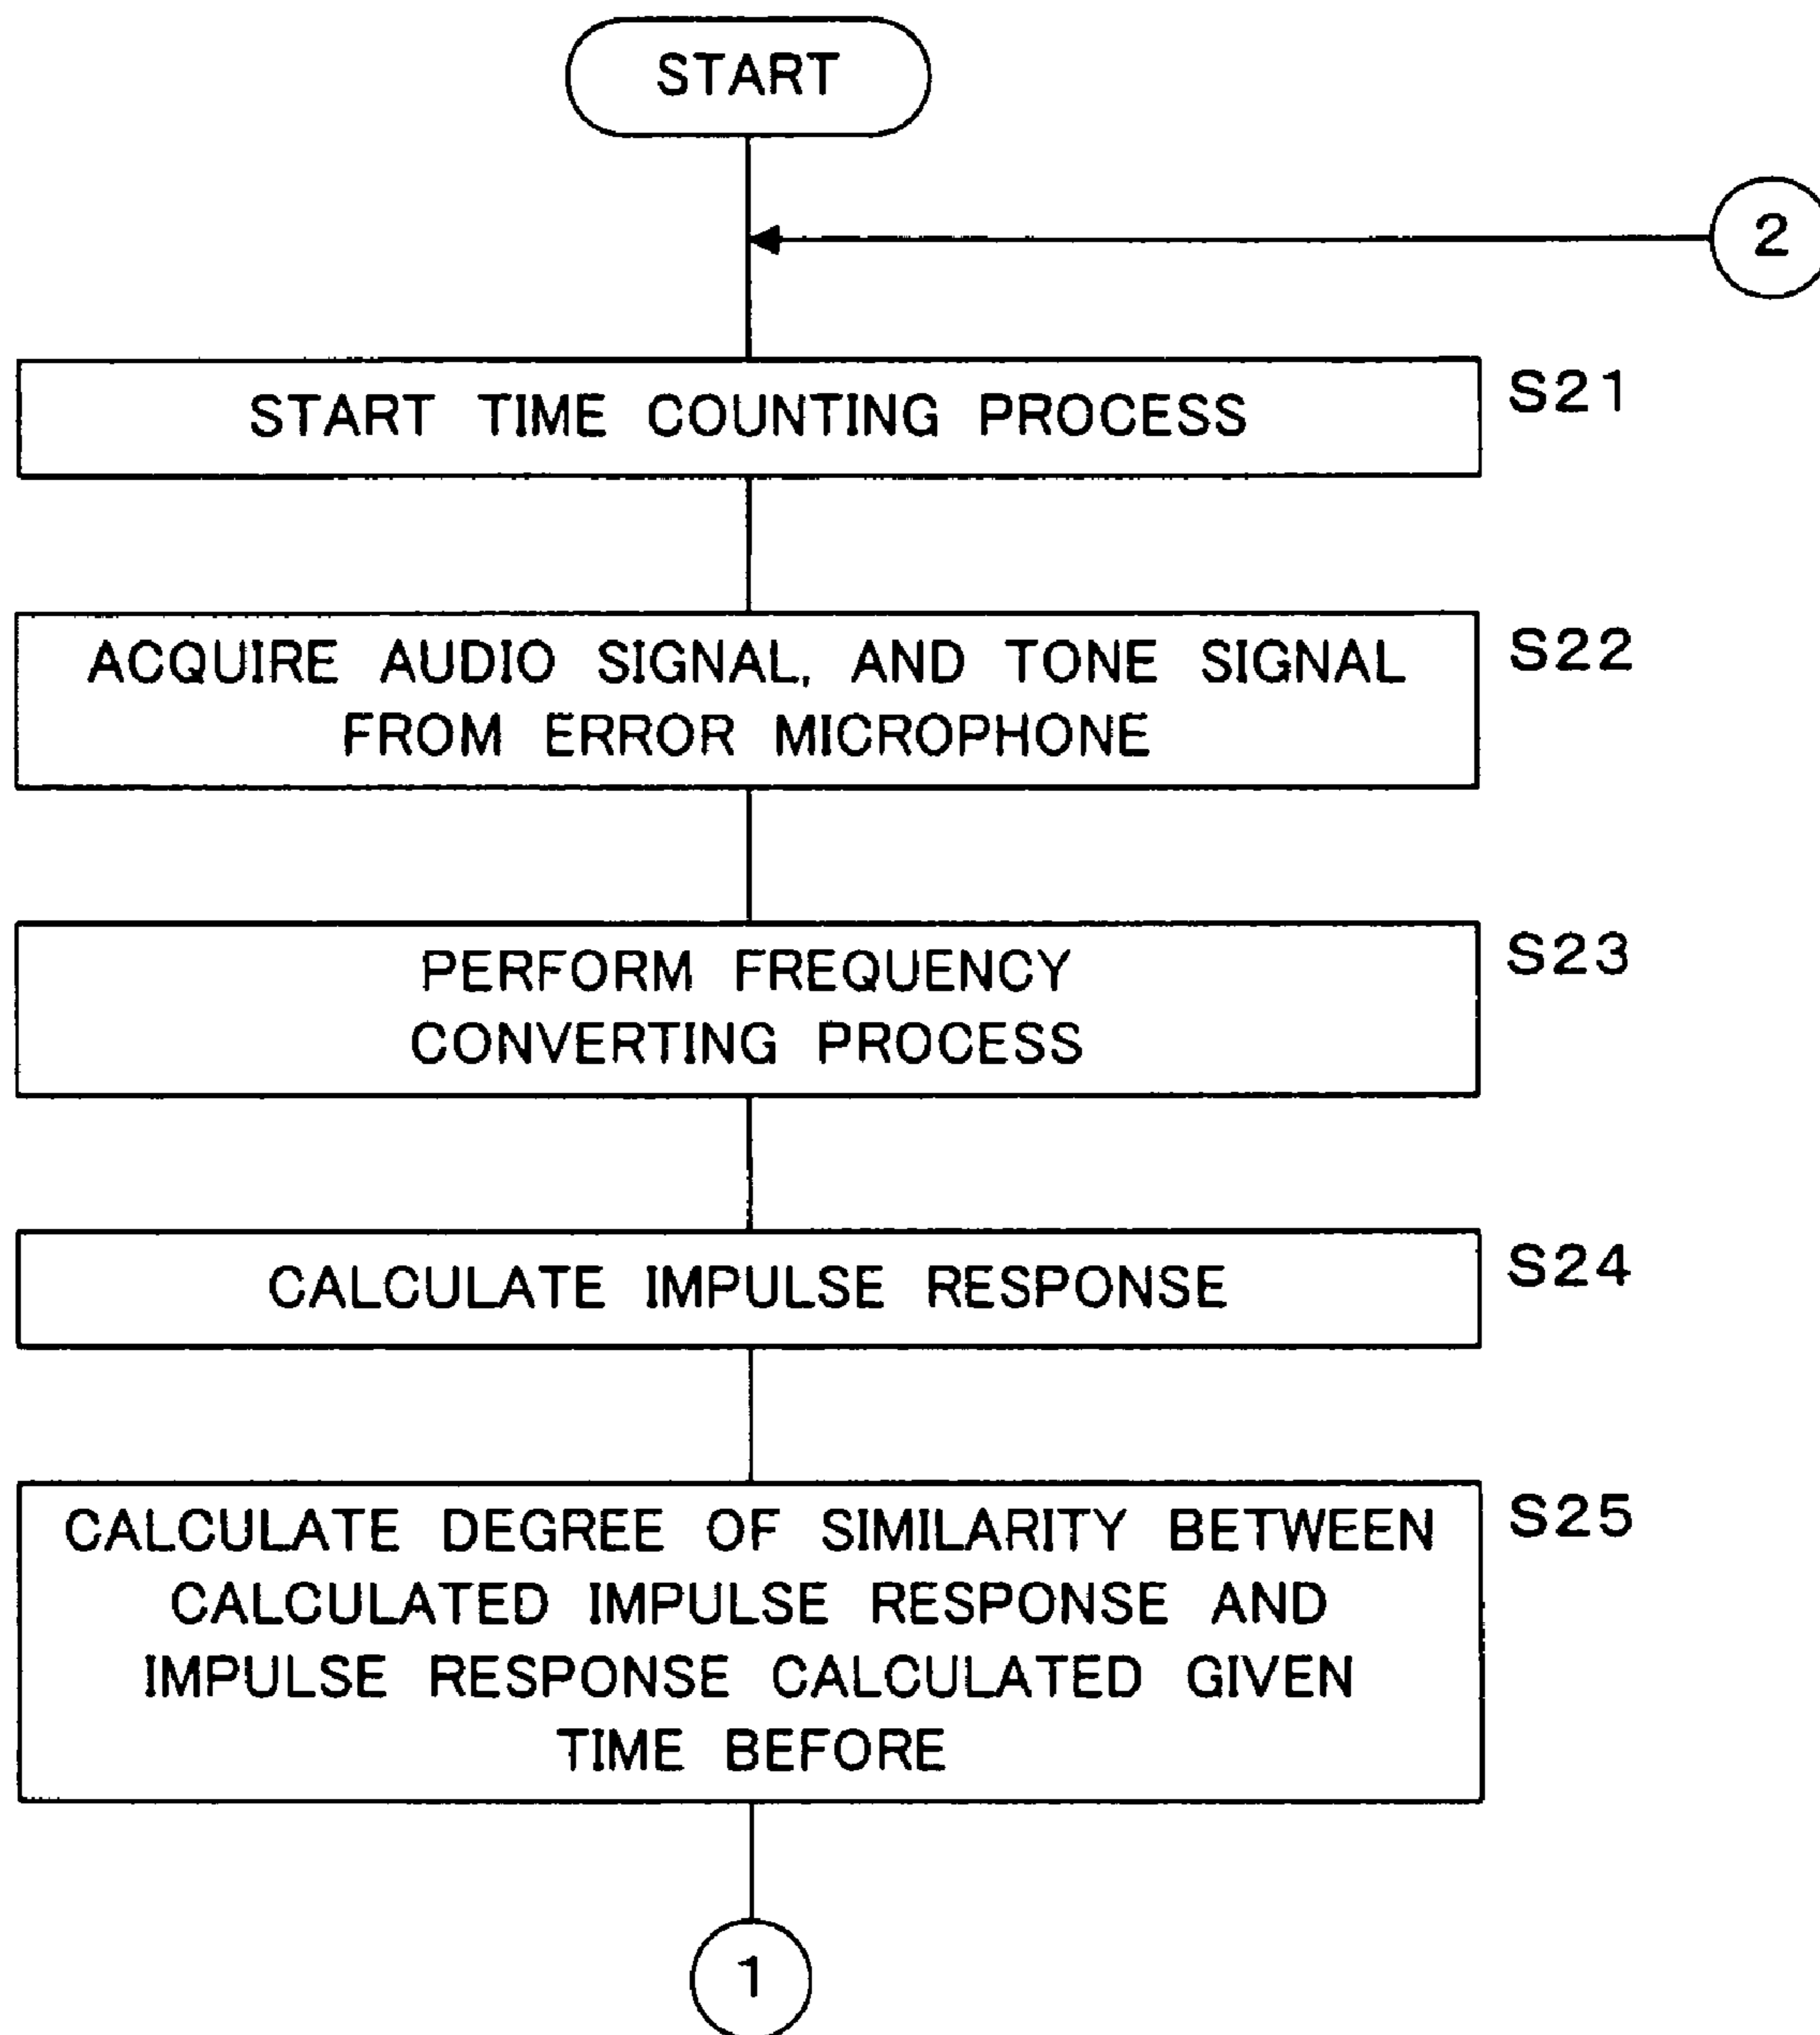 START
2
START TIME COUNTING PROCESS
S21
ACQUIRE AUDIO SIGNAL, AND TONE SIGNAL
FROM ERROR MICROPHONE
S22
PERFORM FREQUENCY
CONVERTING PROCESS
S23
CALCULATE IMPULSE RESPONSE
S24
CALCULATE DEGREE OF SIMILARITY BETWEEN
CALCULATED IMPULSE RESPONSE AND
IMPULSE RESPONSE CALCULATED GIVEN
TIME BEFORE
S25
1